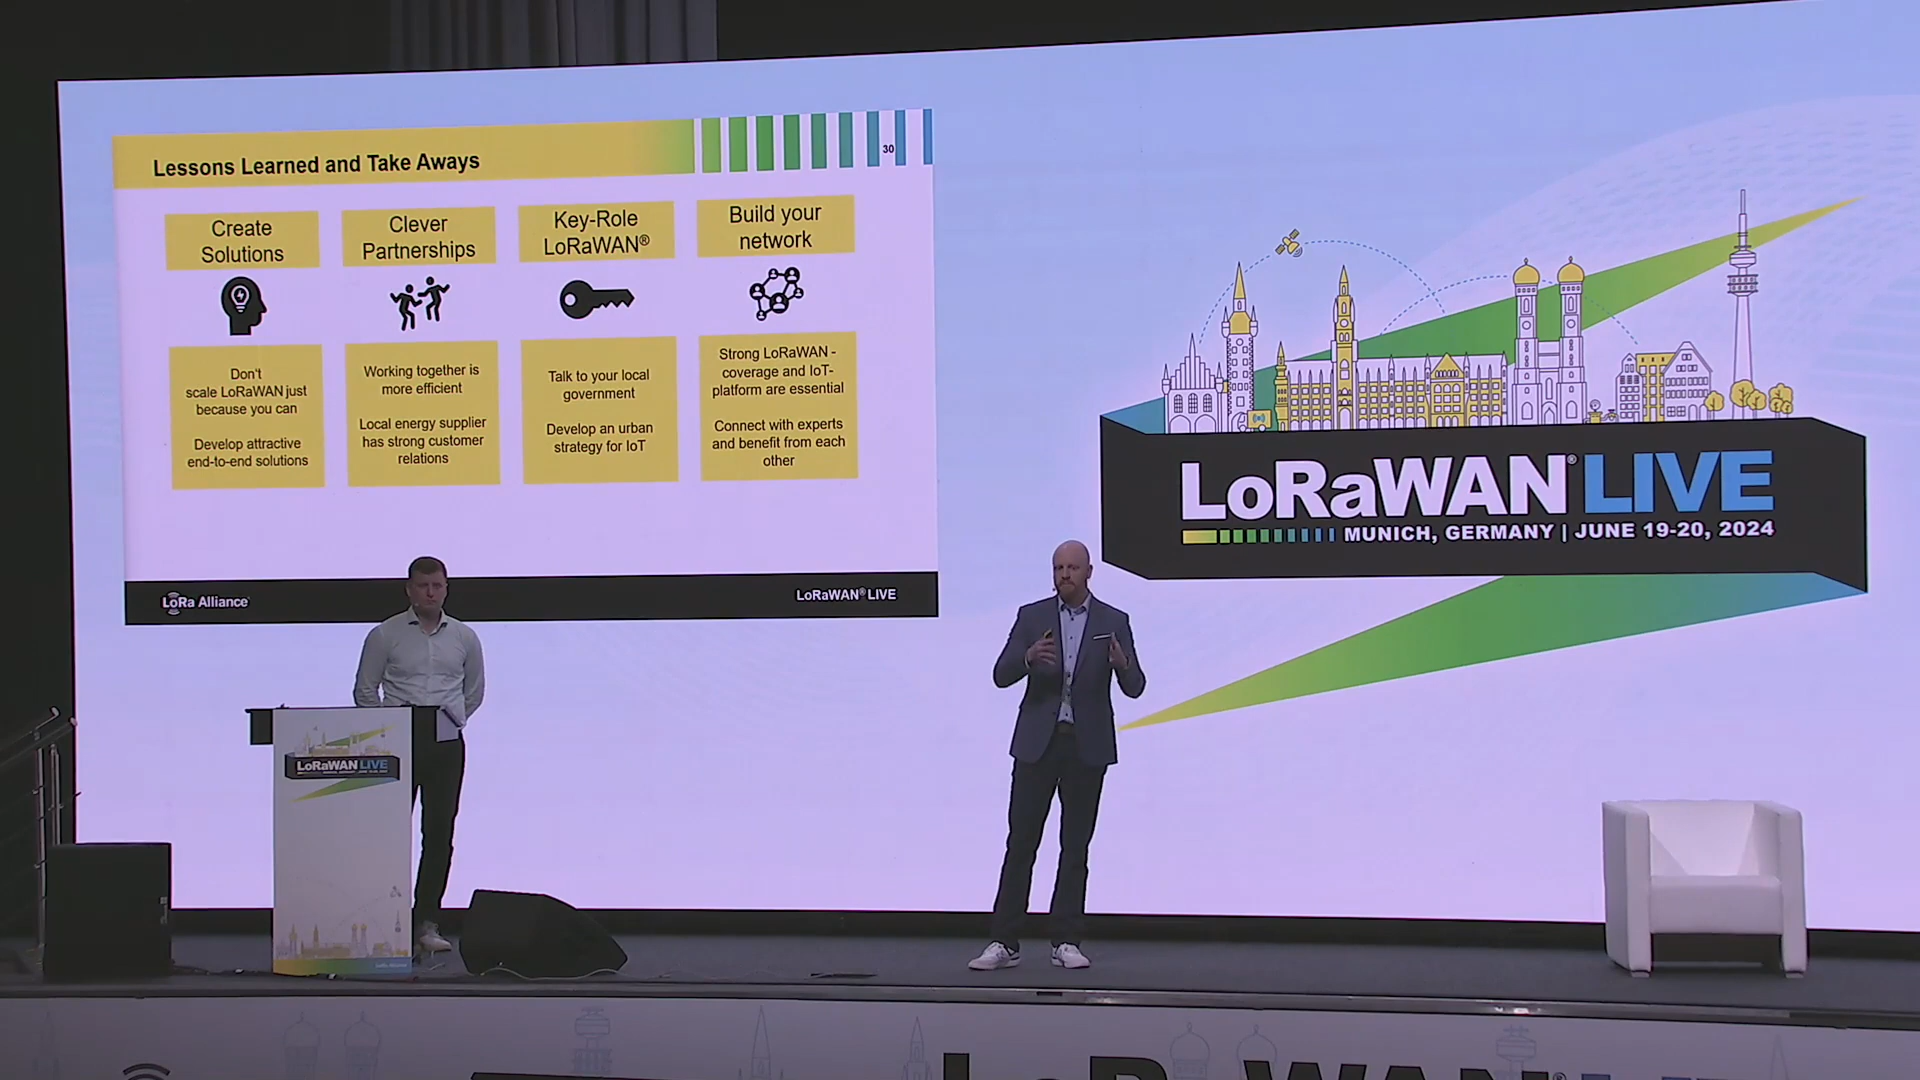 Lessons Learned and Take Aways
30
Create
Solutions
Don't
scale LoRaWAN just
because you can
Develop attractive
end-to-end solutions
Clever
Partnerships
Working together is
more efficient
Local energy supplier
has strong customer
relations
Key-Role
LoRaWAN®
Talk to your local
government
Develop an urban
strategy for IoT
Build your
network
Strong LoRaWAN -
coverage and IoT-
platform are essential
Connect with experts
and benefit from each
other
LoRa Alliance
LoRaWAN® LIVE
LoRaWAN® LIVE
MUNICH, GERMANY | JUNE 19-20, 2024
LoRaWAN LIVE
LoRaWAN® LIVE